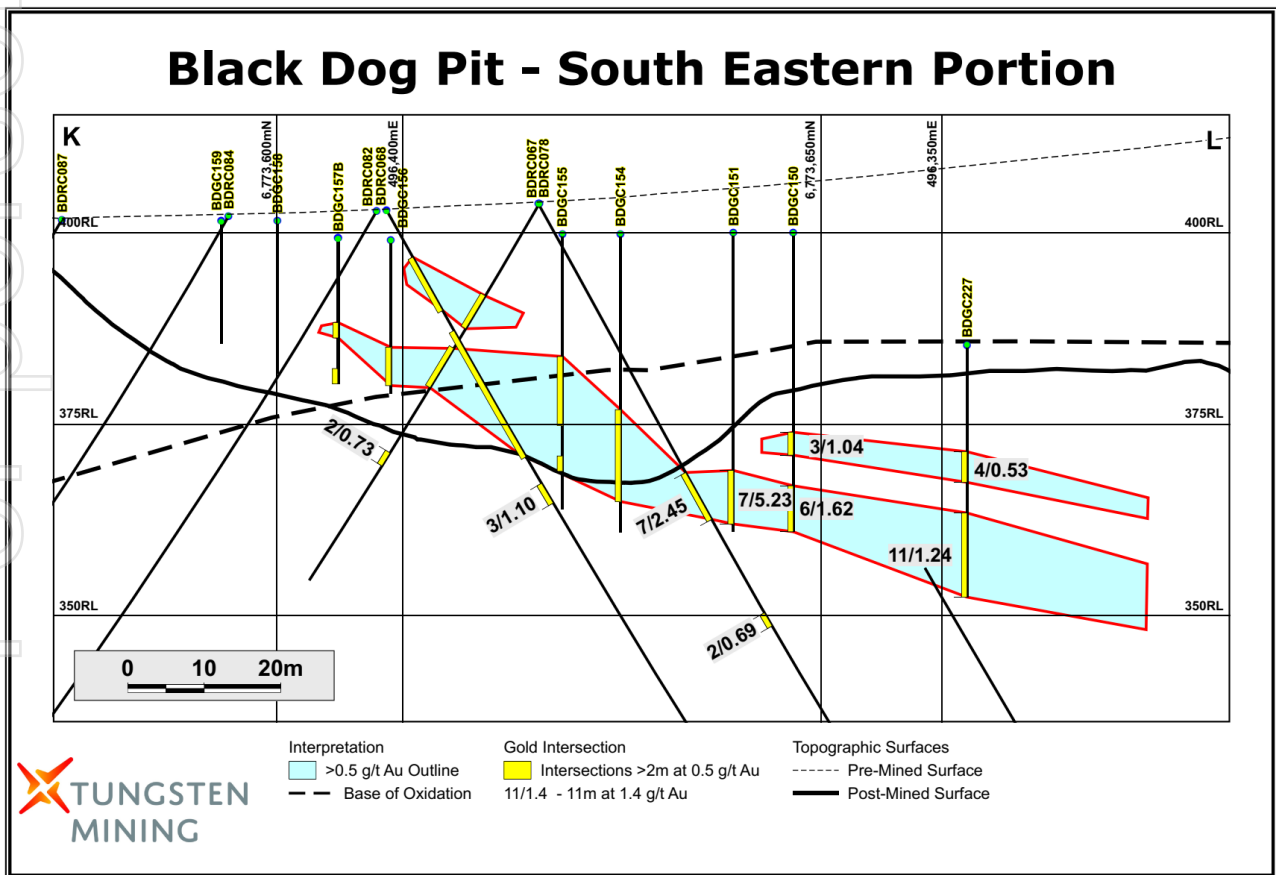 Black Dog Pit - South Eastern Portion
K
L
BDRC087
BDGC159
BDRC084
6,773,600mN
BDGC158
BDGC157B
BDRC082
BDRC068
496,400mE
BDGC156
BDRC067
BDRC078
BDGC155
BDGC154
BDGC151
BDGC150
6,773,650mN
496,350mE
BDGC227
400RL
400RL
375RL
375RL
350RL
350RL
2/0.73
3/1.10
7/2.45
7/5.23
3/1.04
6/1.62
4/0.53
11/1.24
2/0.69
0 10 20m
Interpretation
>0.5 g/t Au Outline
Base of Oxidation
Gold Intersection
Intersections >2m at 0.5 g/t Au
11/1.4 - 11m at 1.4 g/t Au
Topographic Surfaces
Pre-Mined Surface
Post-Mined Surface
TUNGSTEN
MINING